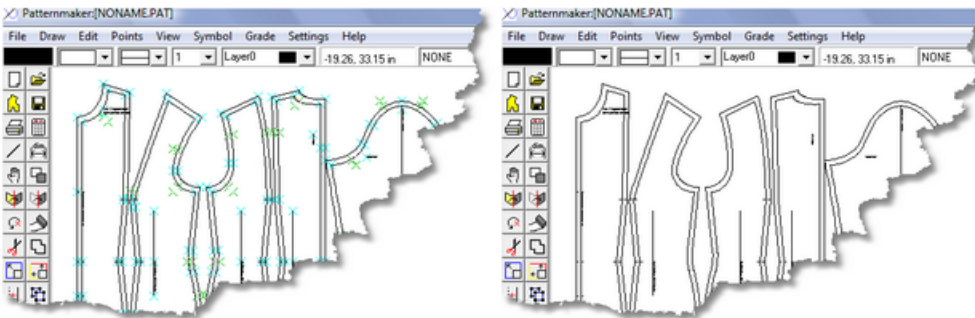 Patternmaker:[NONAME.PAT]
File Draw Edit Points View Symbol Grade Settings Help
1 Layer0 -19.26, 33.15 in NONE
Patternmaker:[NONAME.PAT]
File Draw Edit Points View Symbol Grade Settings Help
1 Layer0 -19.26, 33.15 in NONE